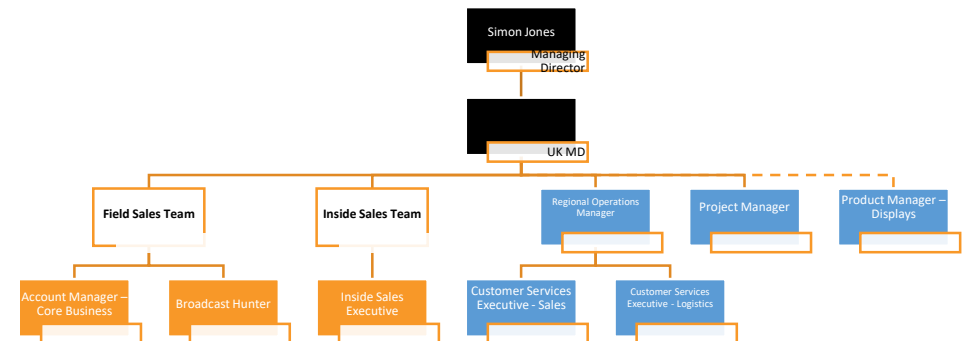 Simon Jones
Managing
Director
UK MD
Field Sales Team
Inside Sales Team
Regional Operations
Manager
Project Manager
Product Manager –
Displays
Account Manager –
Core Business
Broadcast Hunter
Inside Sales
Executive
Customer Services
Executive - Sales
Customer Services
Executive - Logistics